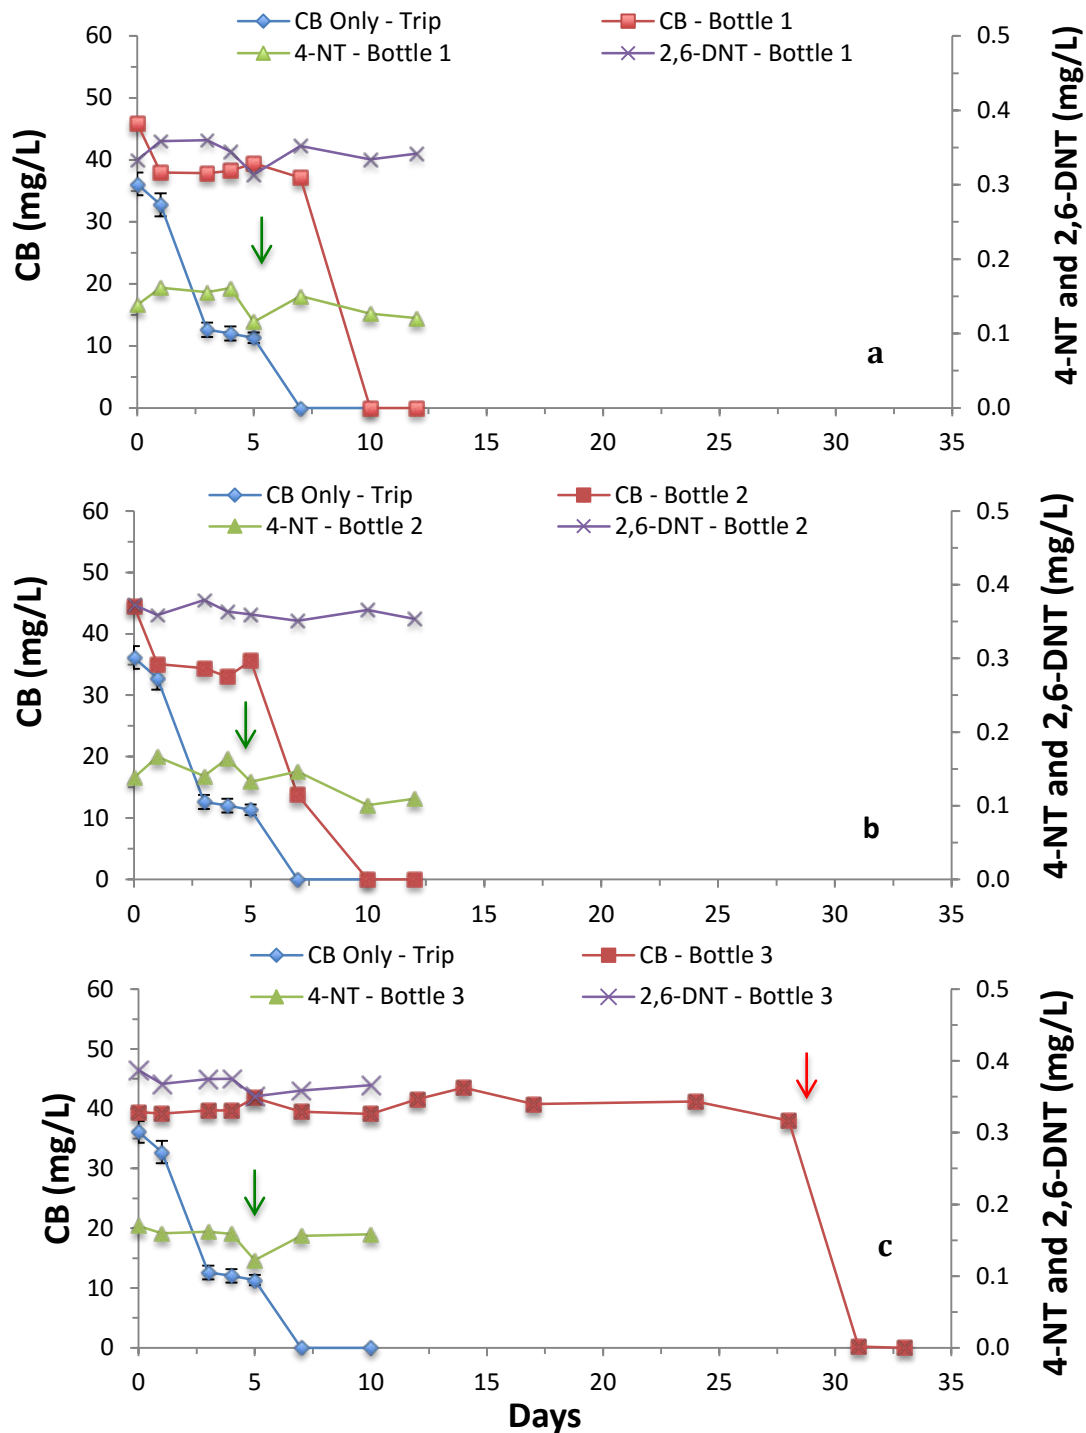 CB Only - Trip
CB - Bottle 1
4-NT - Bottle 1
2,6-DNT - Bottle 1
CB (mg/L)
60
50
40
30
20
10
0
0.5
0.4
0.3
0.2
0.1
0.0
4-NT and 2,6-DNT (mg/L)
a
0 5 10 15 20 25 30 35
CB Only - Trip
CB - Bottle 2
4-NT - Bottle 2
2,6-DNT - Bottle 2
CB (mg/L)
60
50
40
30
20
10
0
0.5
0.4
0.3
0.2
0.1
0.0
4-NT and 2,6-DNT (mg/L)
b
0 5 10 15 20 25 30 35
CB Only - Trip
CB - Bottle 3
4-NT - Bottle 3
2,6-DNT - Bottle 3
CB (mg/L)
60
50
40
30
20
10
0
0.5
0.4
0.3
0.2
0.1
0.0
4-NT and 2,6-DNT (mg/L)
c
0 5 10 15 20 25 30 35
Days